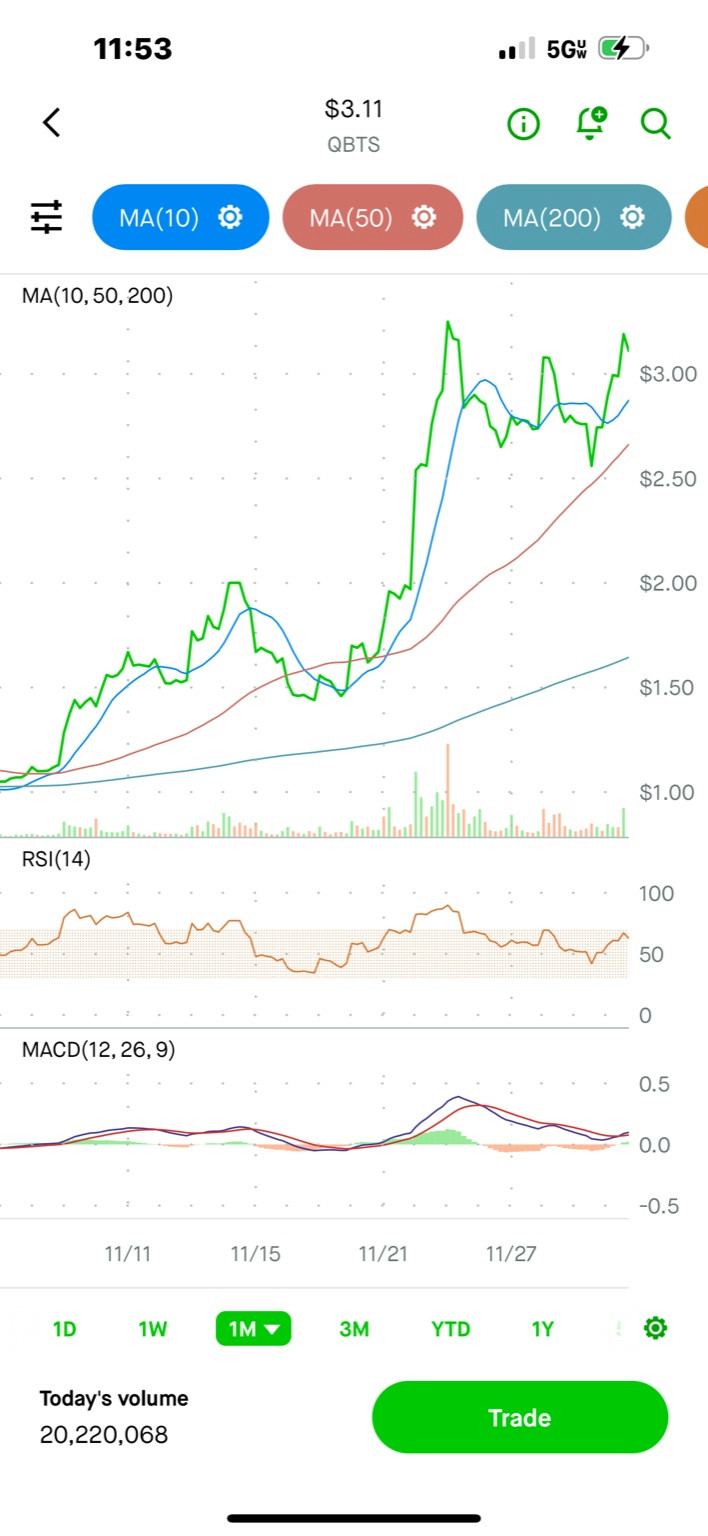 11:53 5G UW
$3.11
QBTS
MA(10) MA(50) MA(200)
MA(10,50,200)
$3.00
$2.50
$2.00
$1.50
$1.00
RSI(14)
100
50
0
MACD(12,26,9)
0.5
0.0
-0.5
11/11 11/15 11/21 11/27
1D 1W 1M 3M YTD 1Y
Today's volume
20,220,068
Trade